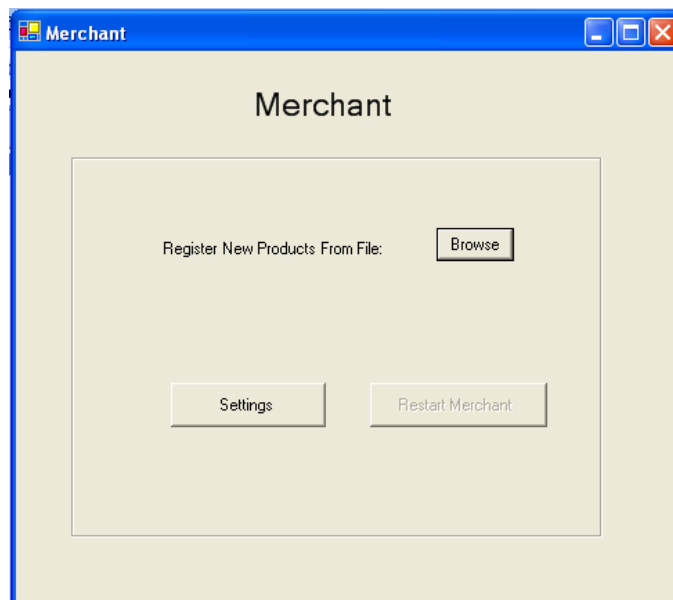 Merchant
Merchant
Register New Products From File:
Browse
Settings
Restart Merchant